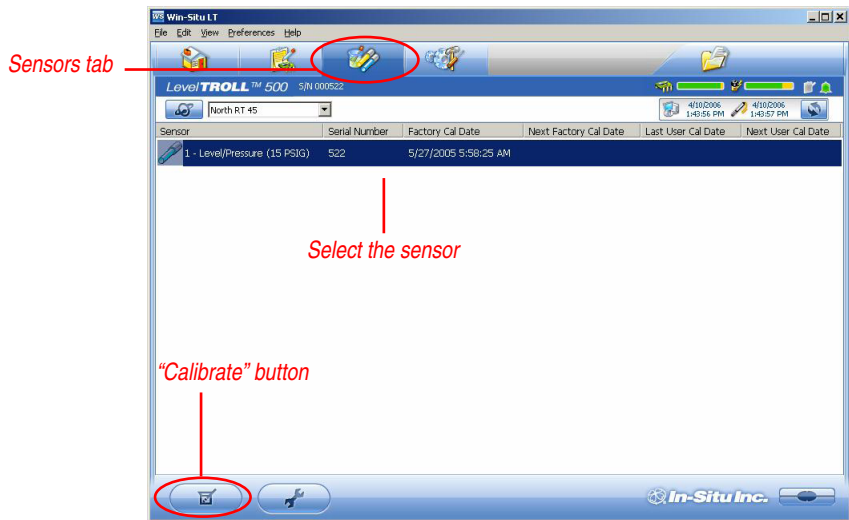 Win-Situ LT
File Edit View Preferences Help
Sensors tab
Level TROLL™ 500 S/N 000522
North RT 45
4/10/2006 1:43:56 PM
4/10/2006 1:43:57 PM
Sensor Serial Number Factory Cal Date Next Factory Cal Date Last User Cal Date Next User Cal Date
1 - Level/Pressure (15 PSIG) 522 5/27/2005 5:58:25 AM
Select the sensor
“Calibrate” button
In-Situ Inc.